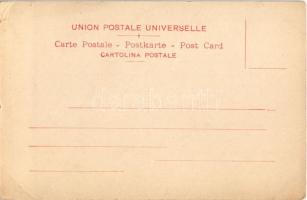 UNION POSTALE UNIVERSELLE
Carte Postale - Postkarte - Post Card
CARTOLINA POSTALE